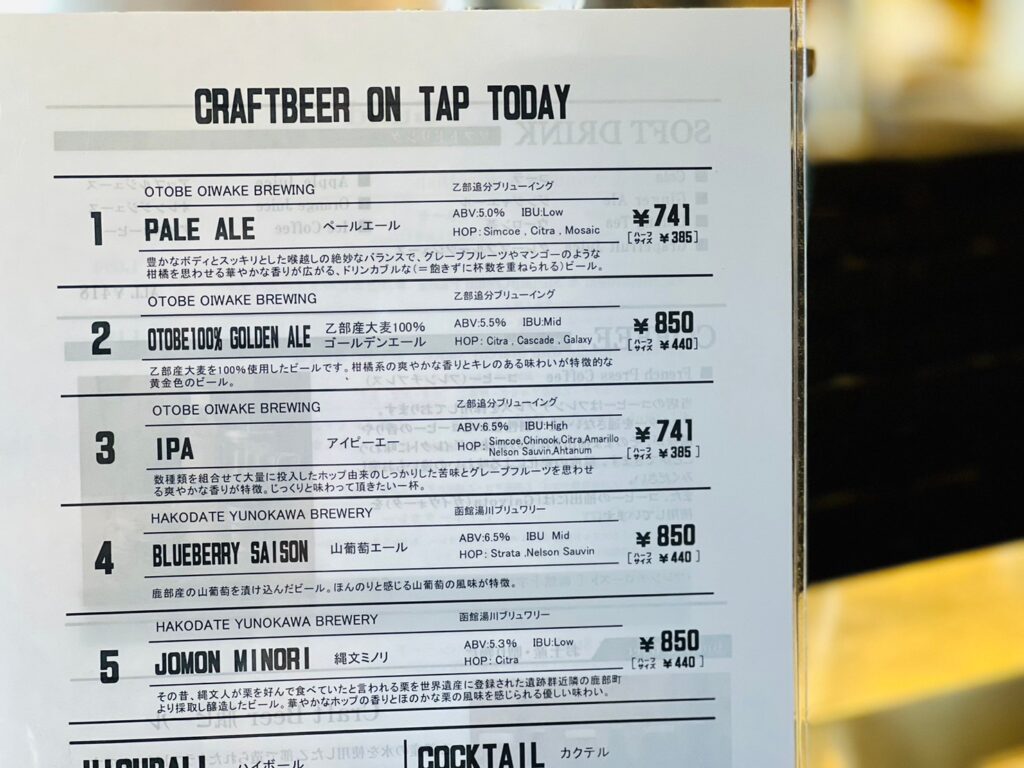 CRAFTBEER ON TAP TODAY
OTOBE OIWAKE BREWING 乙部追分ブリューイング
1 PALE ALE ペールエール ABV:5.0% IBU:Low ¥741
HOP: Simcoe , Citra , Mosaic [ハーフサイズ ¥385]
豊かなボディとスッキリとした喉越しの絶妙なバランスで、グレープフルーツやマンゴーのような
柑橘を思わせる華やかな香りが広がる、ドリンカブルな(＝飽きずに杯数を重ねられる)ビール。
OTOBE OIWAKE BREWING 乙部追分ブリューイング
2 OTOBE100% GOLDEN ALE 乙部産大麦100% ABV:5.5% IBU:Mid ¥850
ゴールデンエール HOP: Citra , Cascade , Galaxy [ハーフサイズ ¥440]
乙部産大麦を100%使用したビールです。柑橘系の爽やかな香りとキレのある味わいが特徴的な
黄金色のビール。
OTOBE OIWAKE BREWING 乙部追分ブリューイング
3 IPA アイピーエー ABV:6.5% IBU:High ¥741
HOP: Simcoe,Chinook,Citra,Amarillo
Nelson Sauvin,Ahtanum [ハーフサイズ ¥385]
数種類を組合せて大量に投入したホップ由来のしっかりした苦味とグレープフルーツを思わせ
る爽やかな香りが特徴。じっくりと味わって頂きたい一杯。
HAKODATE YUNOKAWA BREWERY 函館湯川ブリュワリー
4 BLUEBERRY SAISON 山葡萄エール ABV:6.5% IBU Mid ¥850
HOP: Strata ,Nelson Sauvin [ハーフサイズ ¥440]
鹿部産の山葡萄を漬け込んだビール。ほんのりと感じる山葡萄の風味が特徴。
HAKODATE YUNOKAWA BREWERY 函館湯川ブリュワリー
5 JOMON MINORI 縄文ミノリ ABV:5.3% IBU:Low ¥850
HOP: Citra [ハーフサイズ ¥440]
その昔、縄文人が栗を好んで食べていたと言われる栗を世界遺産に登録された遺跡群近隣の鹿部町
より採取し醸造したビール。華やかなホップの香りとほのかな栗の風味を感じられる優しい味わい。
HIGHBALL ハイボール COCKTAIL カクテル